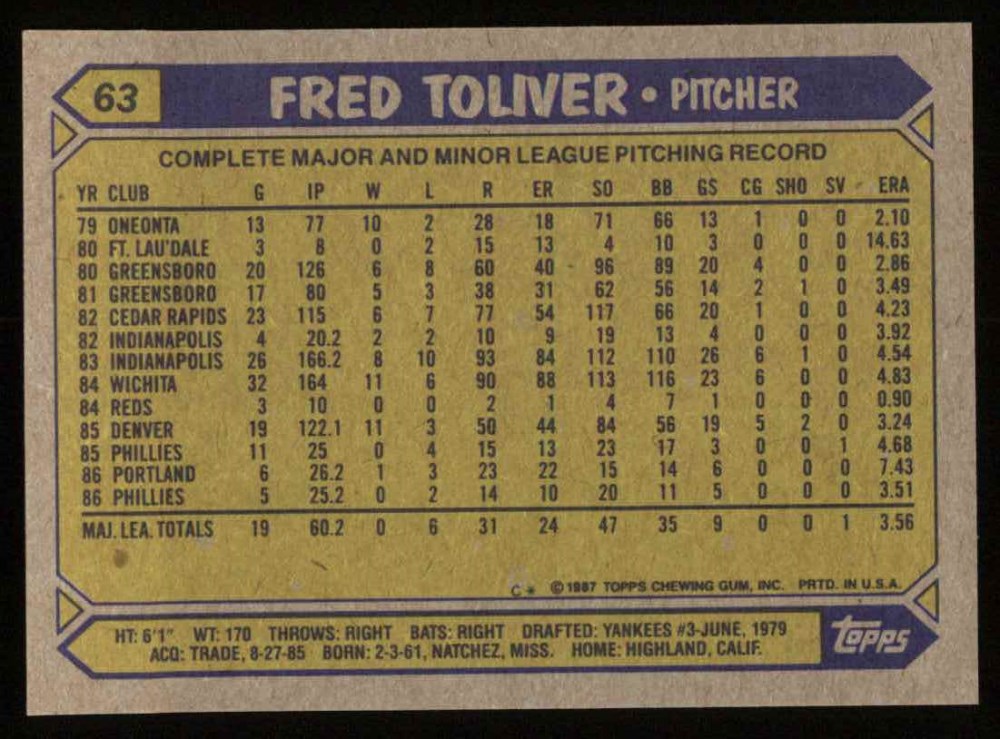 63 FRED TOLIVER • PITCHER
COMPLETE MAJOR AND MINOR LEAGUE PITCHING RECORD
YR CLUB G IP W L R ER SO BB GS CG SHO SV ERA
79 ONEONTA 13 77 10 2 28 18 71 66 13 1 0 0 2.10
80 FT. LAU'DALE 3 8 0 2 15 13 4 10 3 0 0 0 14.63
80 GREENSBORO 20 126 6 8 60 40 96 89 20 4 0 0 2.86
81 GREENSBORO 17 80 5 3 38 31 62 56 14 2 1 0 3.49
82 CEDAR RAPIDS 23 115 6 7 77 54 117 66 20 1 0 0 4.23
82 INDIANAPOLIS 4 20.2 2 2 10 9 19 13 4 0 0 0 3.92
83 INDIANAPOLIS 26 166.2 8 10 93 84 112 110 26 6 1 0 4.54
84 WICHITA 32 164 11 6 90 88 113 116 23 6 0 0 4.83
84 REDS 3 10 0 0 2 1 4 7 1 0 0 0 0.90
85 DENVER 19 122.1 11 3 50 44 84 56 19 5 2 0 3.24
85 PHILLIES 11 25 0 4 15 13 23 17 3 0 0 1 4.68
86 PORTLAND 6 26.2 1 3 23 22 15 14 6 0 0 0 7.43
86 PHILLIES 5 25.2 0 2 14 10 20 11 5 0 0 0 3.51
MAJ. LEA. TOTALS 19 60.2 0 6 31 24 47 35 9 0 0 1 3.56
C* © 1987 TOPPS CHEWING GUM, INC. PRTD. IN U.S.A.
HT: 6'1" WT: 170 THROWS: RIGHT BATS: RIGHT DRAFTED: YANKEES #3-JUNE, 1979
ACQ: TRADE, 8-27-85 BORN: 2-3-61, NATCHEZ, MISS. HOME: HIGHLAND, CALIF.
topps